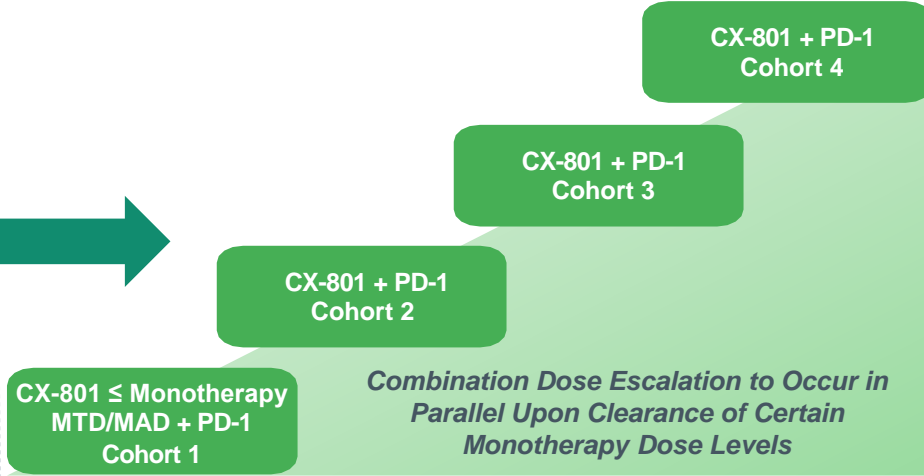 CX-801 + PD-1
Cohort 4
CX-801 + PD-1
Cohort 3
CX-801 + PD-1
Cohort 2
CX-801 ≤ Monotherapy
MTD/MAD + PD-1
Cohort 1
Combination Dose Escalation to Occur in
Parallel Upon Clearance of Certain
Monotherapy Dose Levels